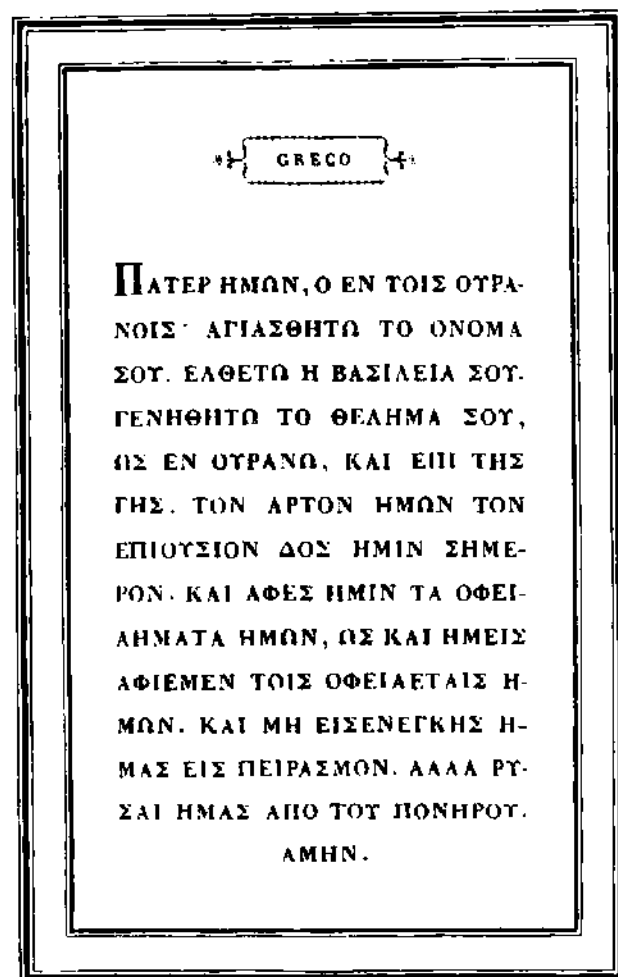 GRECO
ΠΑΤΕΡ ΗΜΩΝ, Ο ΕΝ ΤΟΙΣ ΟΥΡΑ-
ΝΟΙΣ· ΑΓΙΑΣΘΗΤΩ ΤΟ ΟΝΟΜΑ
ΣΟΥ. ΕΛΘΕΤΩ Η ΒΑΣΙΛΕΙΑ ΣΟΥ.
ΓΕΝΗΘΗΤΩ ΤΟ ΘΕΛΗΜΑ ΣΟΥ,
ΩΣ ΕΝ ΟΥΡΑΝΩ, ΚΑΙ ΕΠΙ ΤΗΣ
ΓΗΣ. ΤΟΝ ΑΡΤΟΝ ΗΜΩΝ ΤΟΝ
ΕΠΙΟΥΣΙΟΝ ΔΟΣ ΗΜΙΝ ΣΗΜΕ-
ΡΟΝ. ΚΑΙ ΑΦΕΣ ΗΜΙΝ ΤΑ ΟΦΕΙ-
ΛΗΜΑΤΑ ΗΜΩΝ, ΩΣ ΚΑΙ ΗΜΕΙΣ
ΑΦΙΕΜΕΝ ΤΟΙΣ ΟΦΕΙΛΕΤΑΙΣ Η-
ΜΩΝ. ΚΑΙ ΜΗ ΕΙΣΕΝΕΓΚΗΣ Η-
ΜΑΣ ΕΙΣ ΠΕΙΡΑΣΜΟΝ. ΑΛΛΑ ΡΥ-
ΣΑΙ ΗΜΑΣ ΑΠΟ ΤΟΥ ΠΟΝΗΡΟΥ.
ΑΜΗΝ.